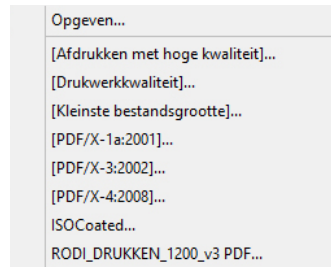 Opgeven...
[Afdrukken met hoge kwaliteit]...
[Drukwerkkwaliteit]...
[Kleinste bestandsgrootte]...
[PDF/X-1a:2001]...
[PDF/X-3:2002]...
[PDF/X-4:2008]...
ISOCoated...
RODI_DRUKKEN_1200_v3 PDF...